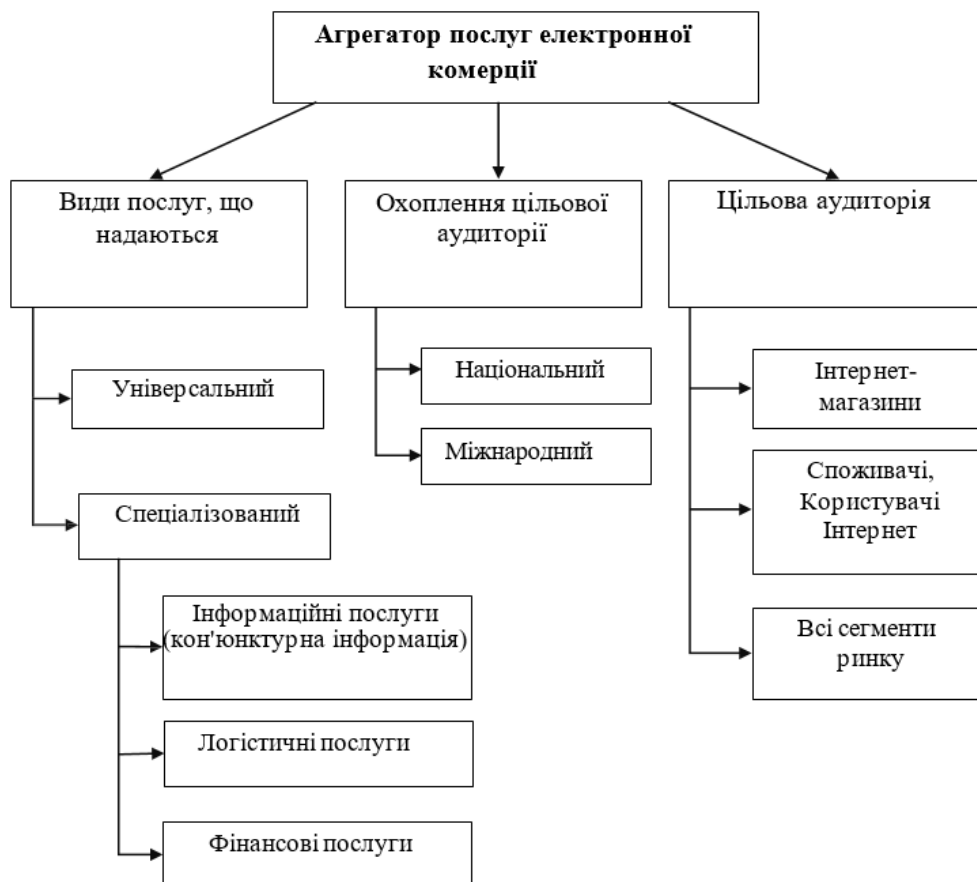 Агрегатор послуг електронної
комерції
Види послуг, що
надаються
Охоплення цільової
аудиторії
Цільова аудиторія
Універсальний
Спеціалізований
Інформаційні послуги
(кон'юнктурна інформація)
Логістичні послуги
Фінансові послуги
Національний
Міжнародний
Інтернет-
магазини
Споживачі,
Користувачі
Інтернет
Всі сегменти
ринку